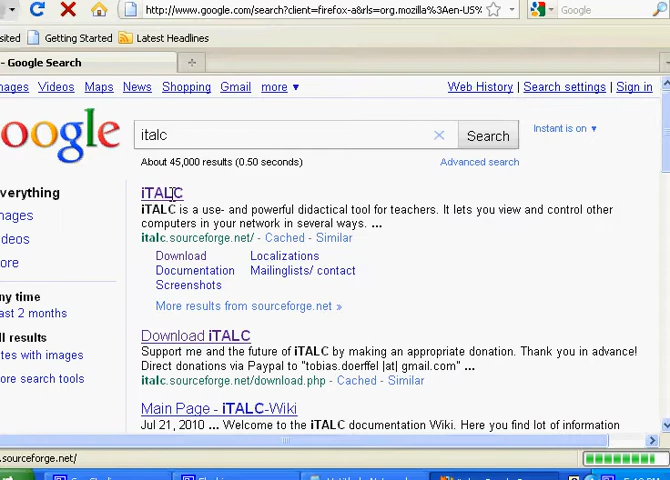 http://www.google.com/search?client=firefox-a&rls=org.mozilla%3Aen-US%
Google
sited Getting Started Latest Headlines
- Google Search
mages Videos Maps News Shopping Gmail more ▼ Web History | Search settings | Sign in
oogle italc × Search Instant is on ▼
About 45,000 results (0.50 seconds) Advanced search
verything
mages
deos
ore
ny time
ast 2 months
ll results
tes with images
ore search tools
iTALC
iTALC is a use- and powerful didactical tool for teachers. It lets you view and control other
computers in your network in several ways. ...
italc.sourceforge.net/ - Cached - Similar
Download Localizations
Documentation Mailinglists/ contact
Screenshots
More results from sourceforge.net »
Download iTALC
Support me and the future of iTALC by making an appropriate donation. Thank you in advance!
Direct donations via Paypal to "tobias.doerffel |at| gmail.com" ...
italc.sourceforge.net/download.php - Cached - Similar
Main Page - iTALC-Wiki
Jul 21, 2010 ... Welcome to the iTALC documentation Wiki. Here you find lot of information
.sourceforge.net/